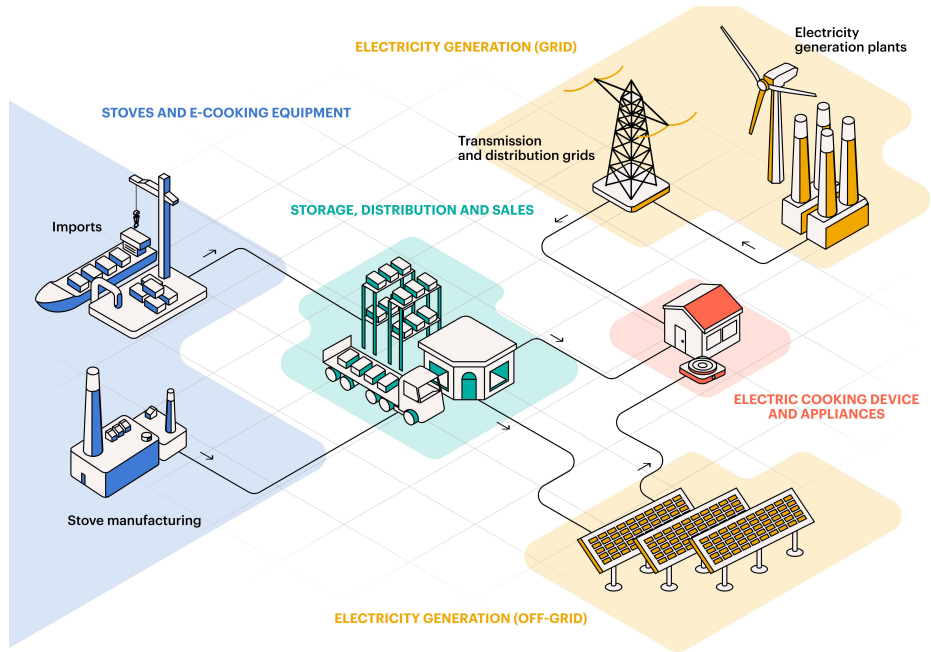 ELECTRICITY GENERATION (GRID)
Electricity
generation plants
STOVES AND E-COOKING EQUIPMENT
Transmission
and distribution grids
STORAGE, DISTRIBUTION AND SALES
Imports
ELECTRIC COOKING DEVICE
AND APPLIANCES
Stove manufacturing
ELECTRICITY GENERATION (OFF-GRID)